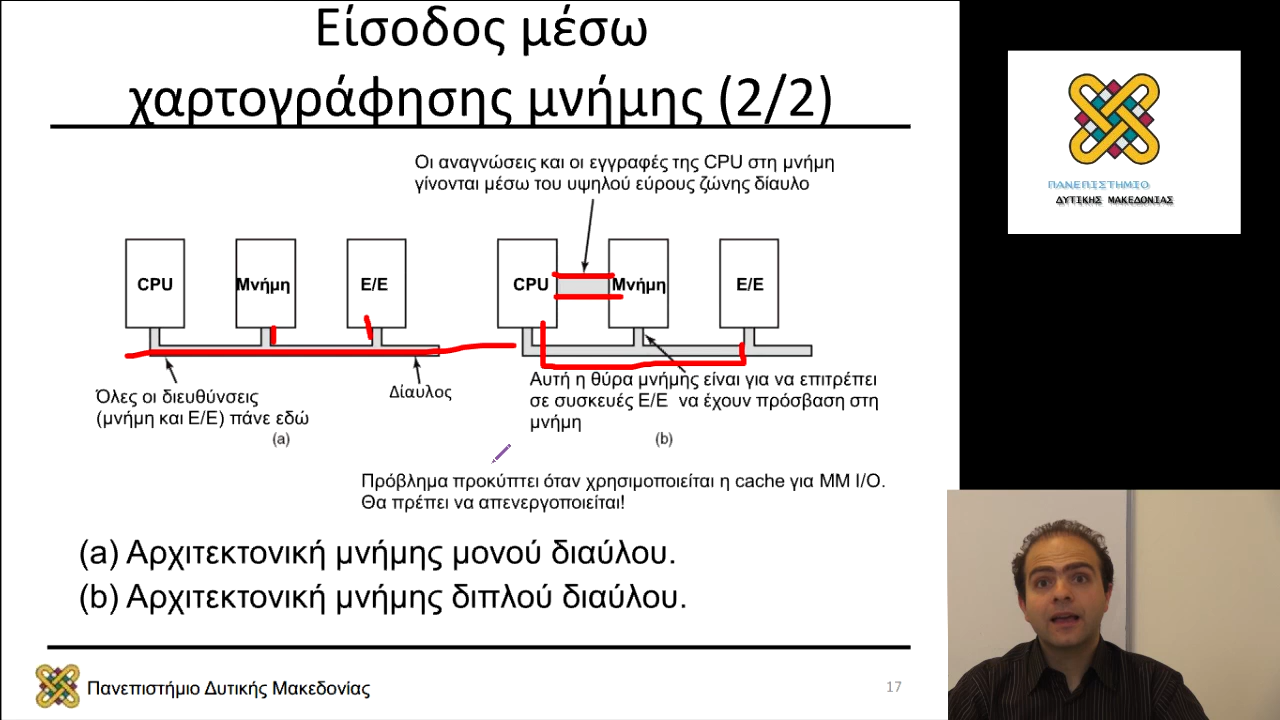 Είσοδος μέσω
χαρτογράφησης μνήμης (2/2)
Οι αναγνώσεις και οι εγγραφές της CPU στη μνήμη
γίνονται μέσω του υψηλού εύρους ζώνης δίαυλο
CPU
Μνήμη
Ε/Ε
CPU
Μνήμη
Ε/Ε
Όλες οι διευθύνσεις
(μνήμη και Ε/Ε) πάνε εδώ
Δίαυλος
(a)
Αυτή η θύρα μνήμης είναι για να επιτρέπει
σε συσκευές Ε/Ε να έχουν πρόσβαση στη
μνήμη
(b)
Πρόβλημα προκύπτει όταν χρησιμοποιείται η cache για MM I/O.
Θα πρέπει να απενεργοποιείται!
(a) Αρχιτεκτονική μνήμης μονού διαύλου.
(b) Αρχιτεκτονική μνήμης διπλού διαύλου.
Πανεπιστήμιο Δυτικής Μακεδονίας
17
ΠΑΝΕΠΙΣΤΗΜΙΟ
ΔΥΤΙΚΗΣ ΜΑΚΕΔΟΝΙΑΣ